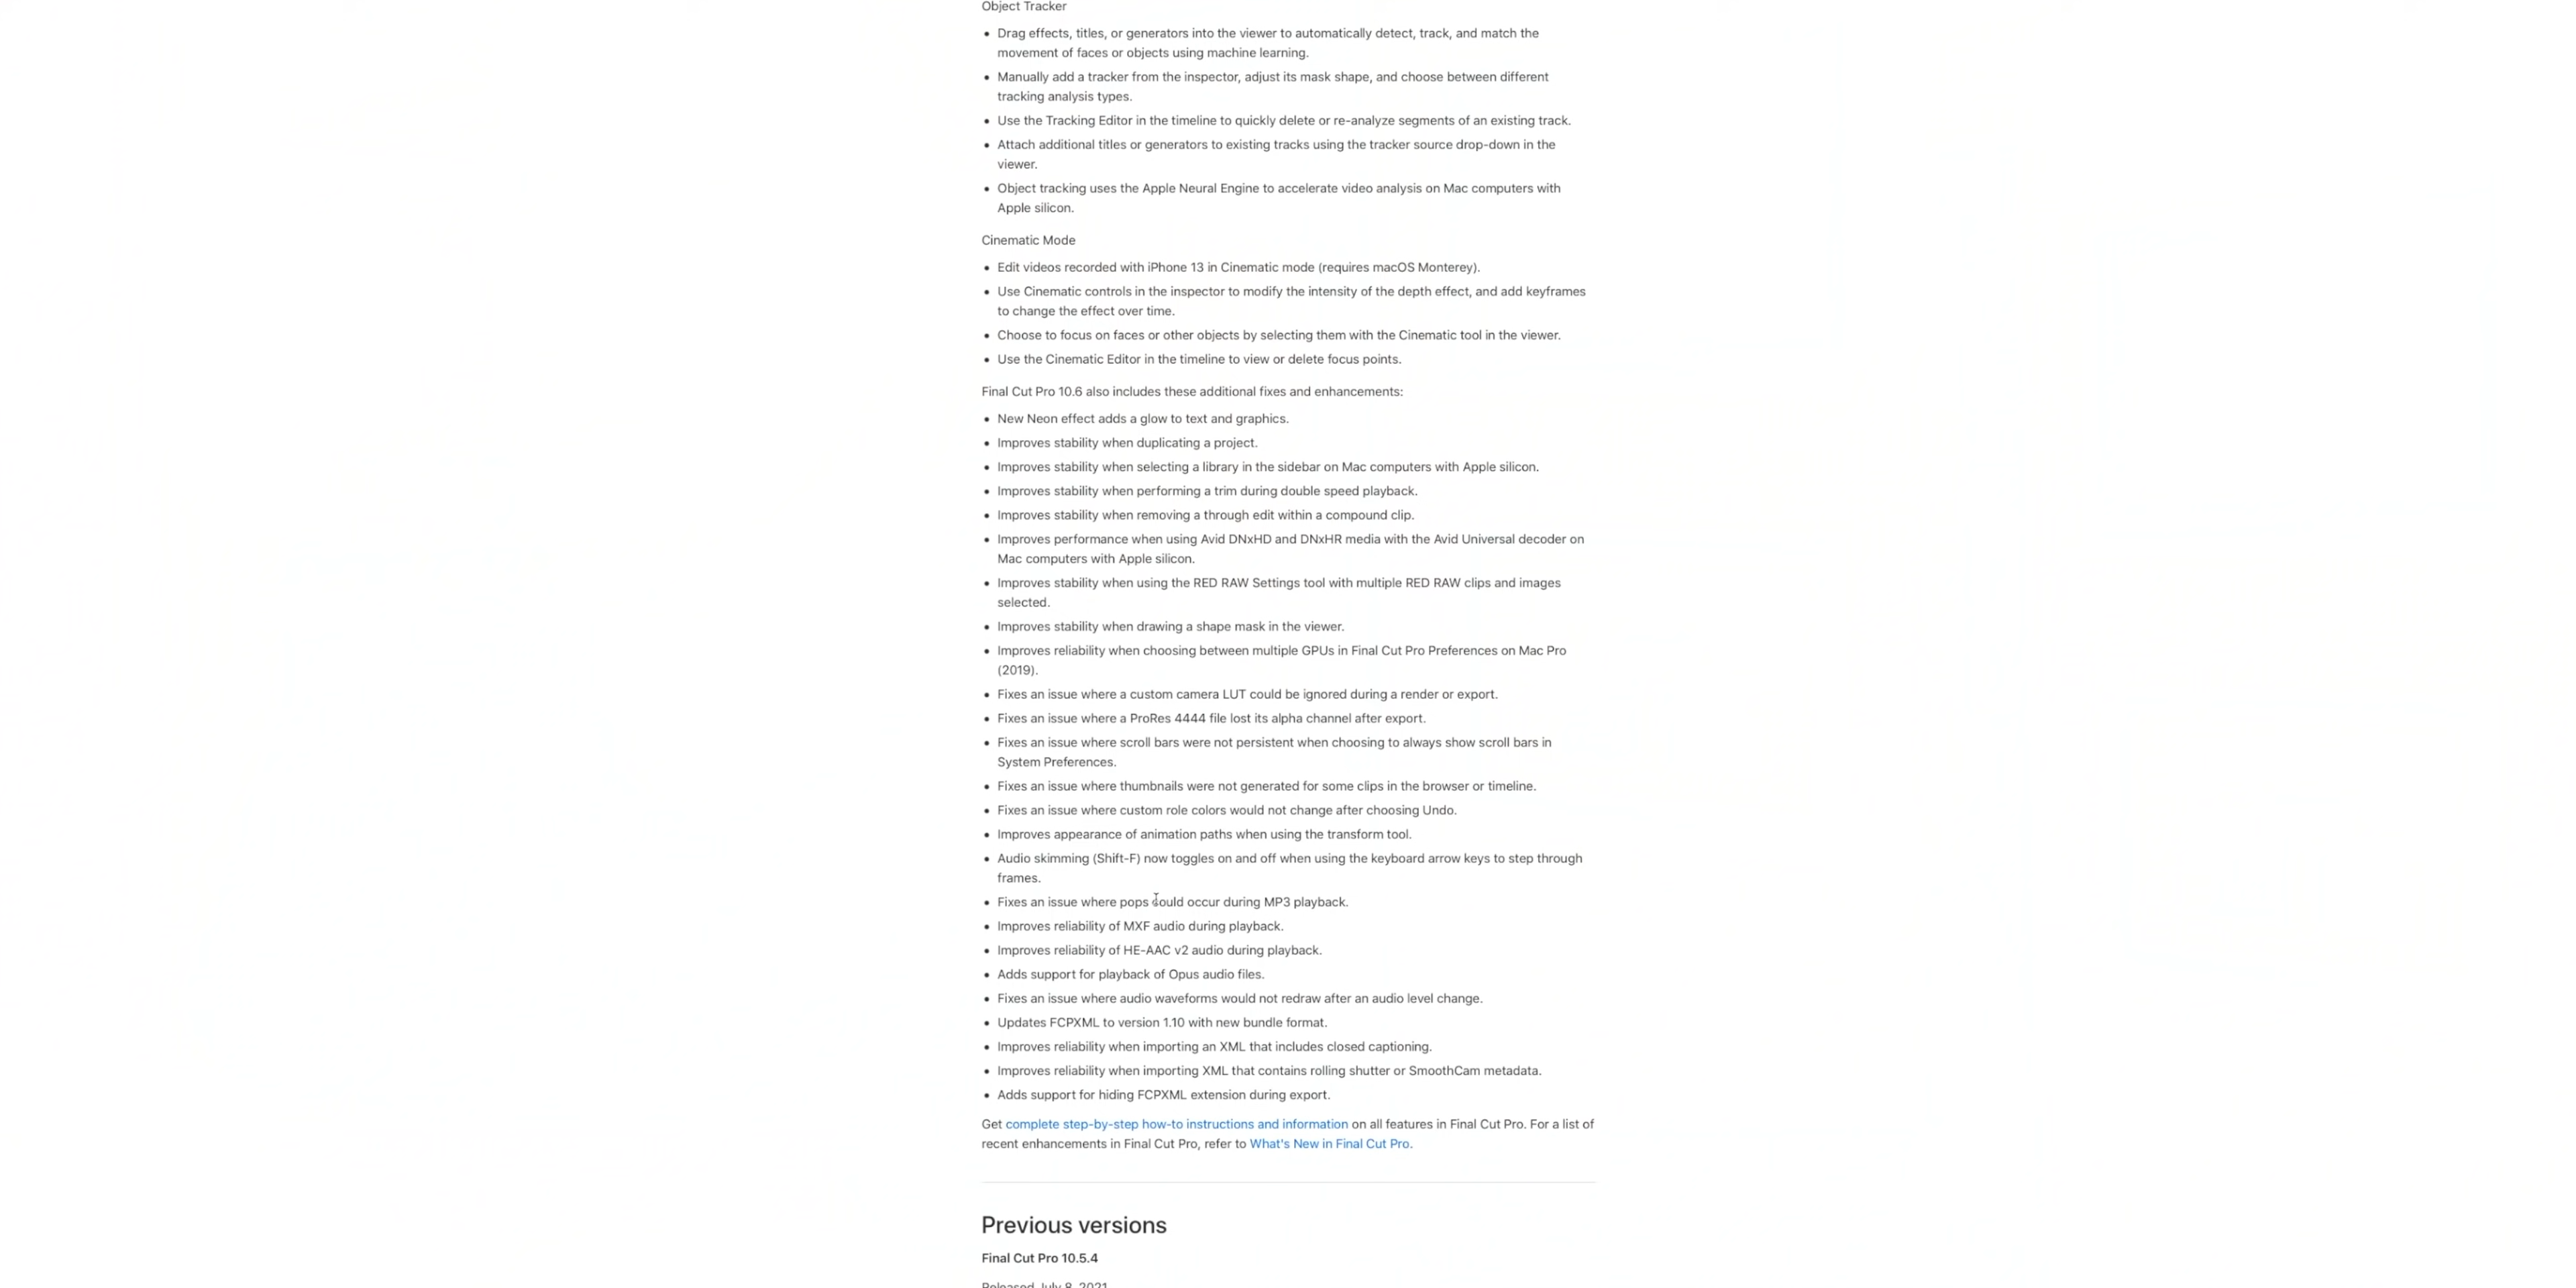 Object Tracker
• Drag effects, titles, or generators into the viewer to automatically detect, track, and match the
movement of faces or objects using machine learning.
• Manually add a tracker from the inspector, adjust its mask shape, and choose between different
tracking analysis types.
• Use the Tracking Editor in the timeline to quickly delete or re-analyze segments of an existing track.
• Attach additional titles or generators to existing tracks using the tracker source drop-down in the
viewer.
• Object tracking uses the Apple Neural Engine to accelerate video analysis on Mac computers with
Apple silicon.
Cinematic Mode
• Edit videos recorded with iPhone 13 in Cinematic mode (requires macOS Monterey).
• Use Cinematic controls in the inspector to modify the intensity of the depth effect, and add keyframes
to change the effect over time.
• Choose to focus on faces or other objects by selecting them with the Cinematic tool in the viewer.
• Use the Cinematic Editor in the timeline to view or delete focus points.
Final Cut Pro 10.6 also includes these additional fixes and enhancements:
• New Neon effect adds a glow to text and graphics.
• Improves stability when duplicating a project.
• Improves stability when selecting a library in the sidebar on Mac computers with Apple silicon.
• Improves stability when performing a trim during double speed playback.
• Improves stability when removing a through edit within a compound clip.
• Improves performance when using Avid DNxHD and DNxHR media with the Avid Universal decoder on
Mac computers with Apple silicon.
• Improves stability when using the RED RAW Settings tool with multiple RED RAW clips and images
selected.
• Improves stability when drawing a shape mask in the viewer.
• Improves reliability when choosing between multiple GPUs in Final Cut Pro Preferences on Mac Pro
(2019).
• Fixes an issue where a custom camera LUT could be ignored during a render or export.
• Fixes an issue where a ProRes 4444 file lost its alpha channel after export.
• Fixes an issue where scroll bars were not persistent when choosing to always show scroll bars in
System Preferences.
• Fixes an issue where thumbnails were not generated for some clips in the browser or timeline.
• Fixes an issue where custom role colors would not change after choosing Undo.
• Improves appearance of animation paths when using the transform tool.
• Audio skimming (Shift-F) now toggles on and off when using the keyboard arrow keys to step through
frames.
• Fixes an issue where pops could occur during MP3 playback.
• Improves reliability of MXF audio during playback.
• Improves reliability of HE-AAC v2 audio during playback.
• Adds support for playback of Opus audio files.
• Fixes an issue where audio waveforms would not redraw after an audio level change.
• Updates FCPXML to version 1.10 with new bundle format.
• Improves reliability when importing an XML that includes closed captioning.
• Improves reliability when importing XML that contains rolling shutter or SmoothCam metadata.
• Adds support for hiding FCPXML extension during export.
Get complete step-by-step how-to instructions and information on all features in Final Cut Pro. For a list of
recent enhancements in Final Cut Pro, refer to What's New in Final Cut Pro.
Previous versions
Final Cut Pro 10.5.4
Released July 8, 2021